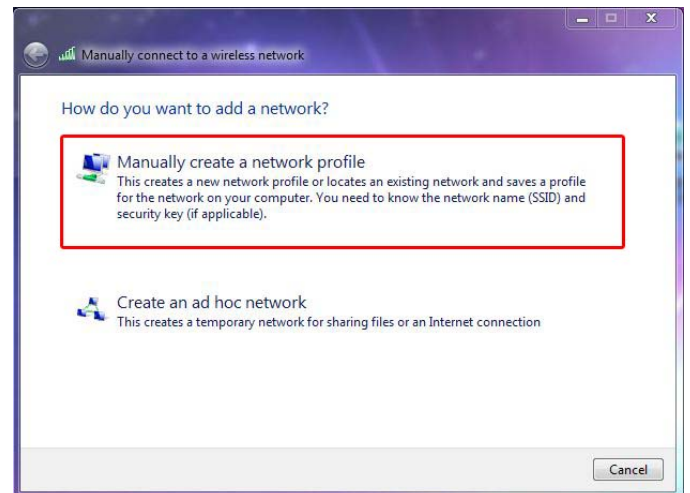 Manually connect to a wireless network
How do you want to add a network?
Manually create a network profile
This creates a new network profile or locates an existing network and saves a profile
for the network on your computer. You need to know the network name (SSID) and
security key (if applicable).
Create an ad hoc network
This creates a temporary network for sharing files or an Internet connection
Cancel